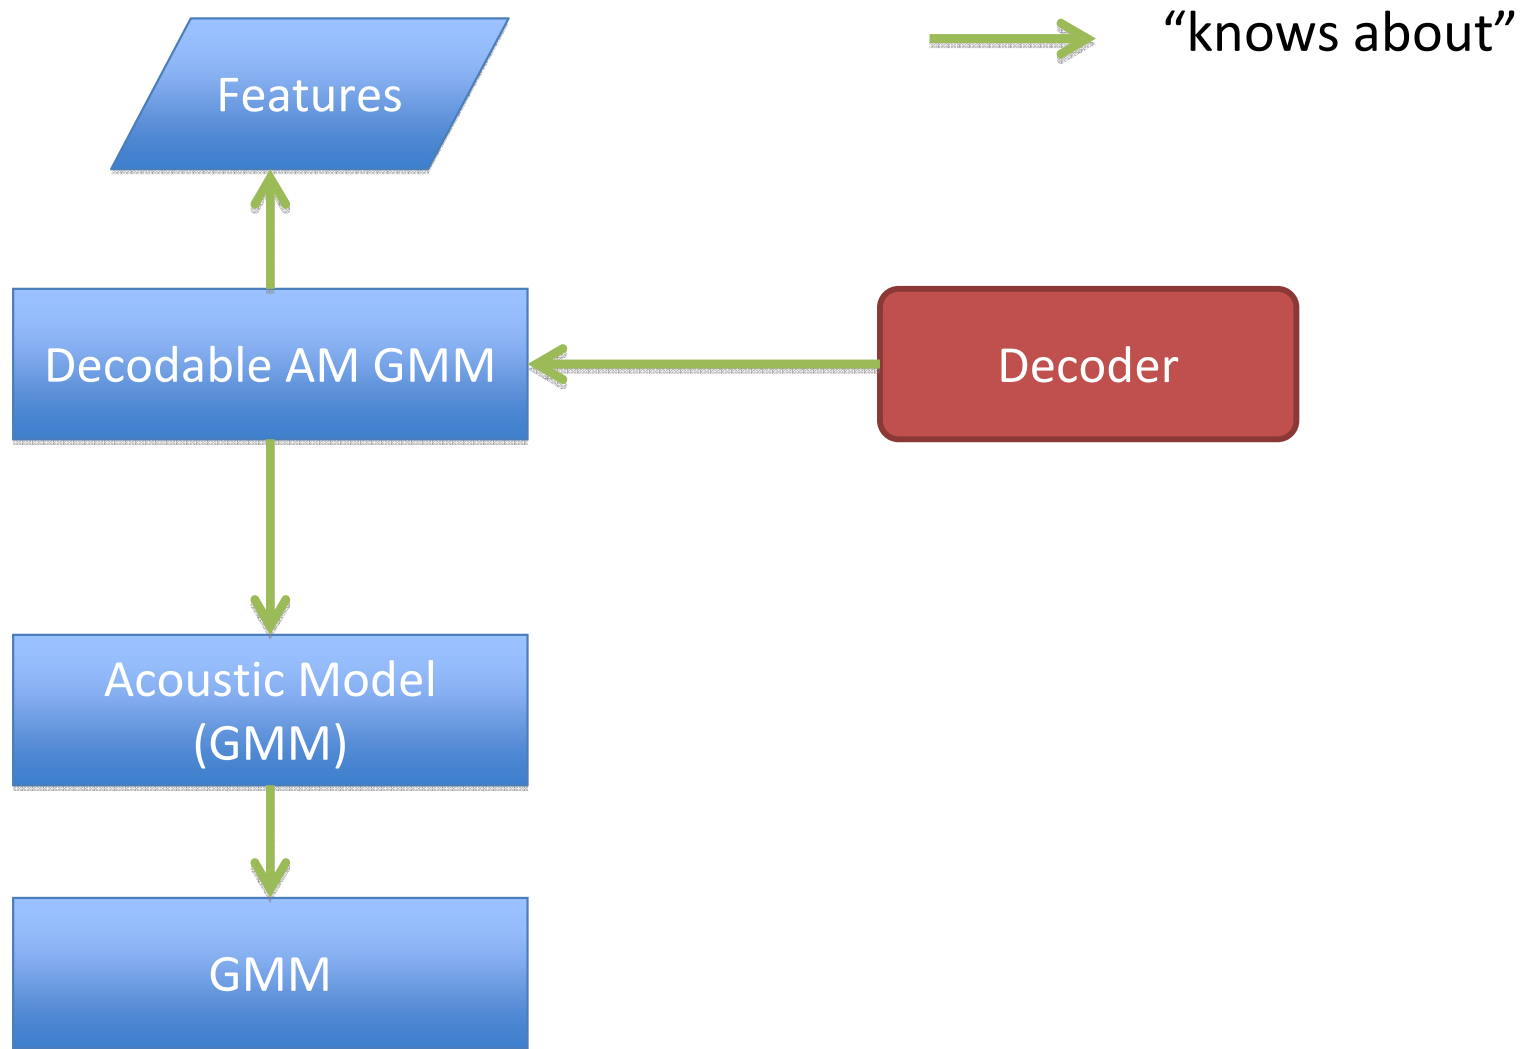 Features
“knows about”
Decodable AM GMM
Decoder
Acoustic Model
(GMM)
GMM